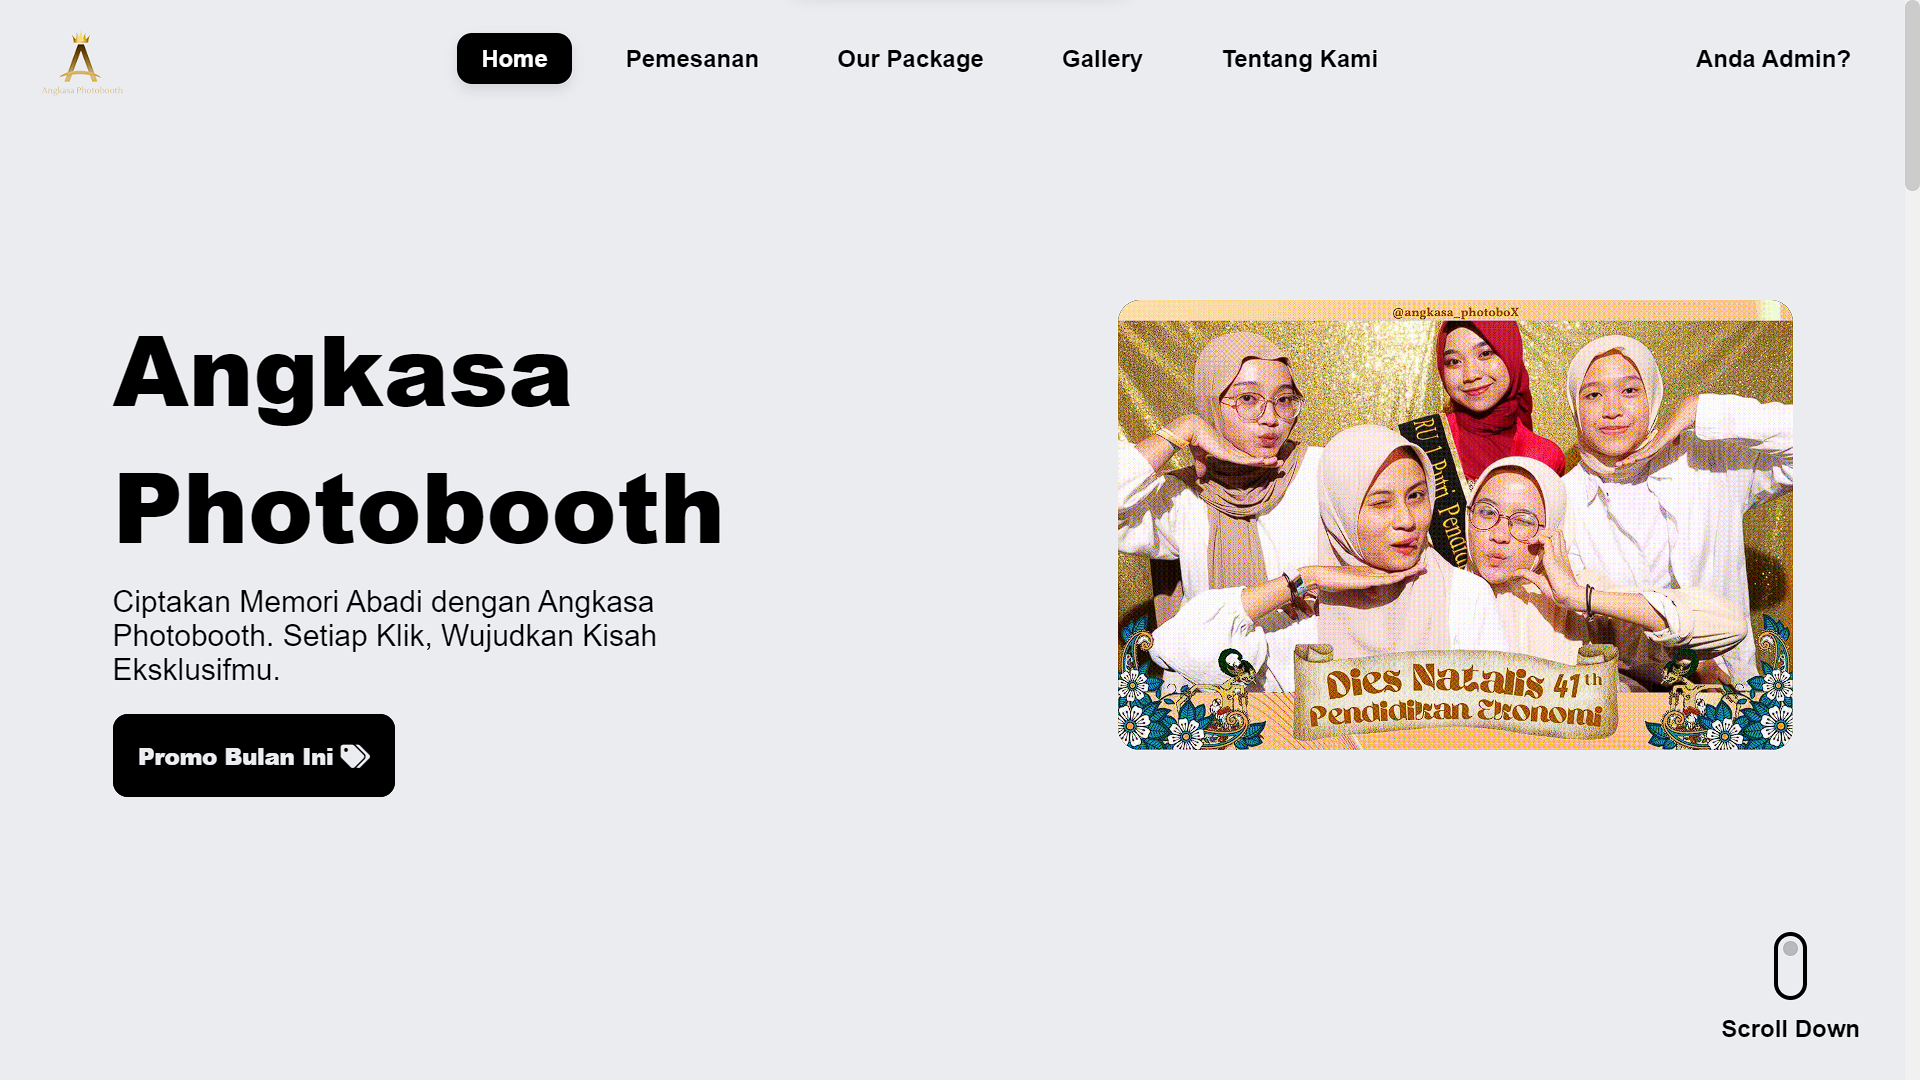 Angkasa Photobooth
Home
Pemesanan
Our Package
Gallery
Tentang Kami
Anda Admin?
Angkasa
Photobooth
Ciptakan Memori Abadi dengan Angkasa
Photobooth. Setiap Klik, Wujudkan Kisah
Eksklusifmu.
Promo Bulan Ini
@angkasa_photoboX
RU 1 Putri
Dies Natalis 41th
Pendidikan Ekonomi
Scroll Down